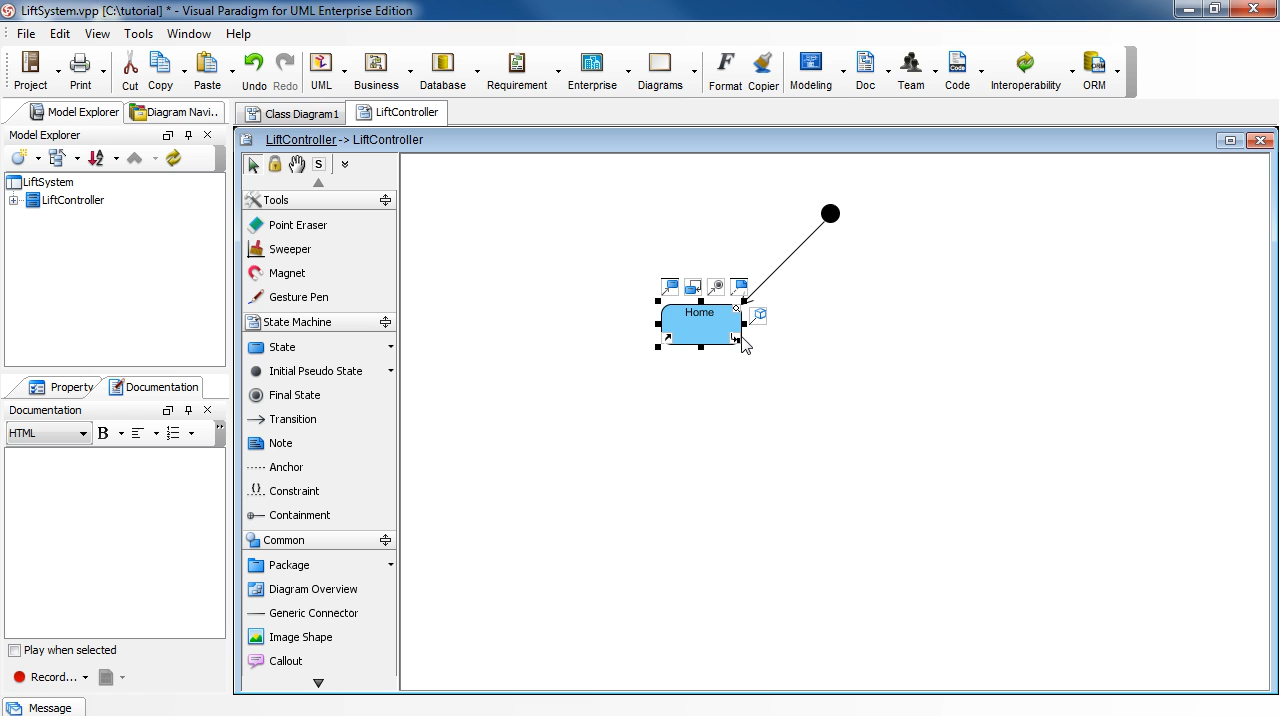 LiftSystem.vpp [C:\tutorial] * - Visual Paradigm for UML Enterprise Edition
File Edit View Tools Window Help
Project Print Cut Copy Paste Undo Redo UML Business Database Requirement Enterprise Diagrams Format Copier Modeling Doc Team Code Interoperability ORM
Model Explorer Diagram Navi... Class Diagram1 LiftController
Model Explorer
LiftController -> LiftController
S
LiftSystem
LiftController
Tools
Point Eraser
Sweeper
Magnet
Gesture Pen
State Machine
State
Initial Pseudo State
Final State
Transition
Note
Anchor
Constraint
Containment
Common
Package
Diagram Overview
Generic Connector
Image Shape
Callout
Home
Property Documentation
Documentation
HTML B
Play when selected
Record...
Message